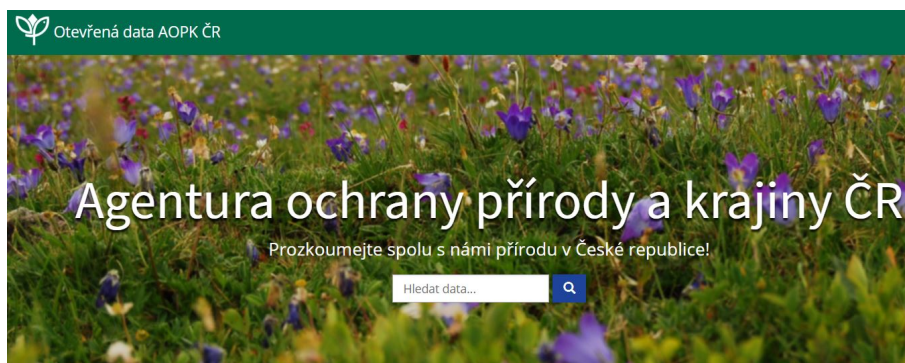 Otevřená data AOPK ČR
Agentura ochrany přírody a krajiny ČR
Prozkoumejte spolu s námi přírodu v České republice!
Hledat data...